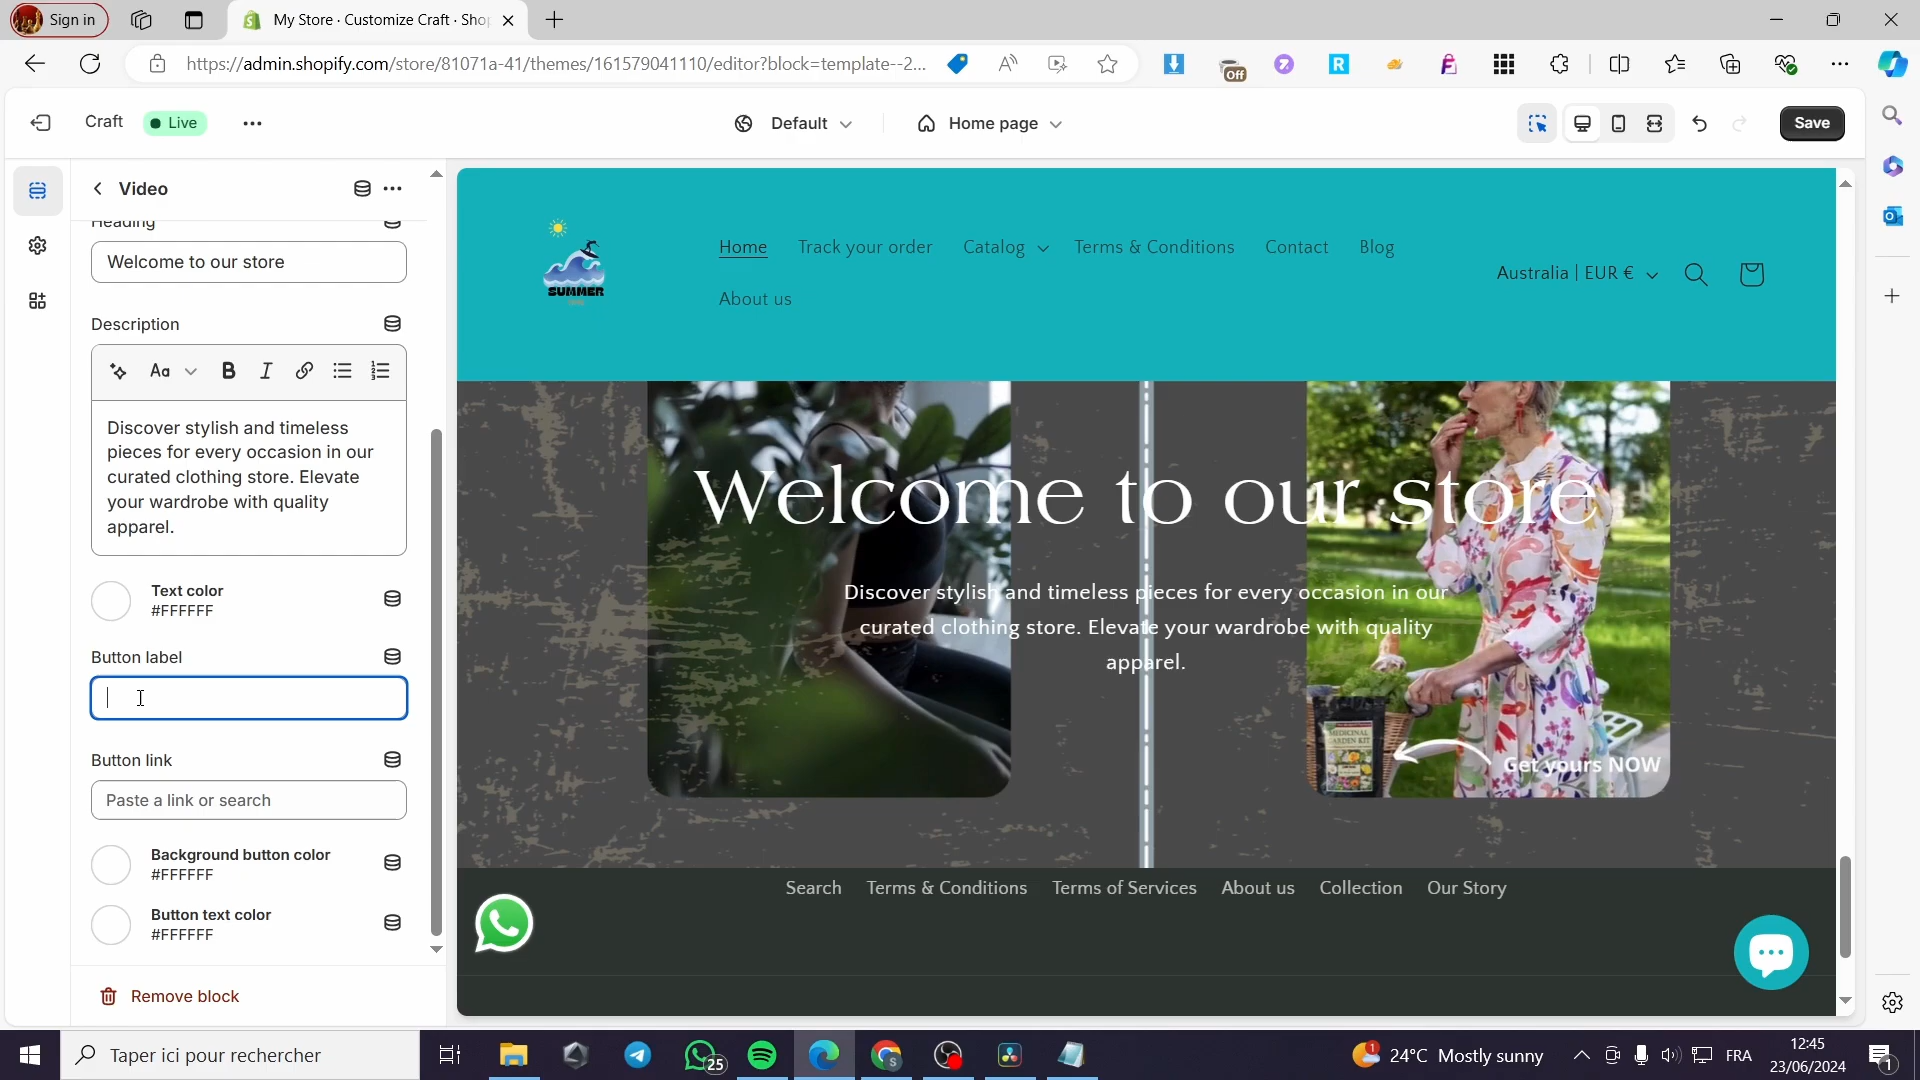 Sign in
My Store · Customize Craft · Sho
https://admin.shopify.com/store/81071a-41/themes/161579041110/editor?block=template--2...
Off
Craft
Live
Default
Home page
Save
Video
Heading
Welcome to our store
Description
Aa
Discover stylish and timeless
pieces for every occasion in our
curated clothing store. Elevate
your wardrobe with quality
apparel.
Text color
#FFFFFF
Button label
Button link
Paste a link or search
Background button color
#FFFFFF
Button text color
#FFFFFF
Remove block
SUMMER
Home
Track your order
Catalog
Terms & Conditions
Contact
Blog
About us
Australia | EUR €
Welcome to our store
Discover stylish and timeless pieces for every occasion in our
curated clothing store. Elevate your wardrobe with quality
apparel.
MEDICINAL
GARDEN KIT
Get yours NOW
Search
Terms & Conditions
Terms of Services
About us
Collection
Our Story
Taper ici pour rechercher
25
24°C Mostly sunny
FRA
12:45
23/06/2024
1